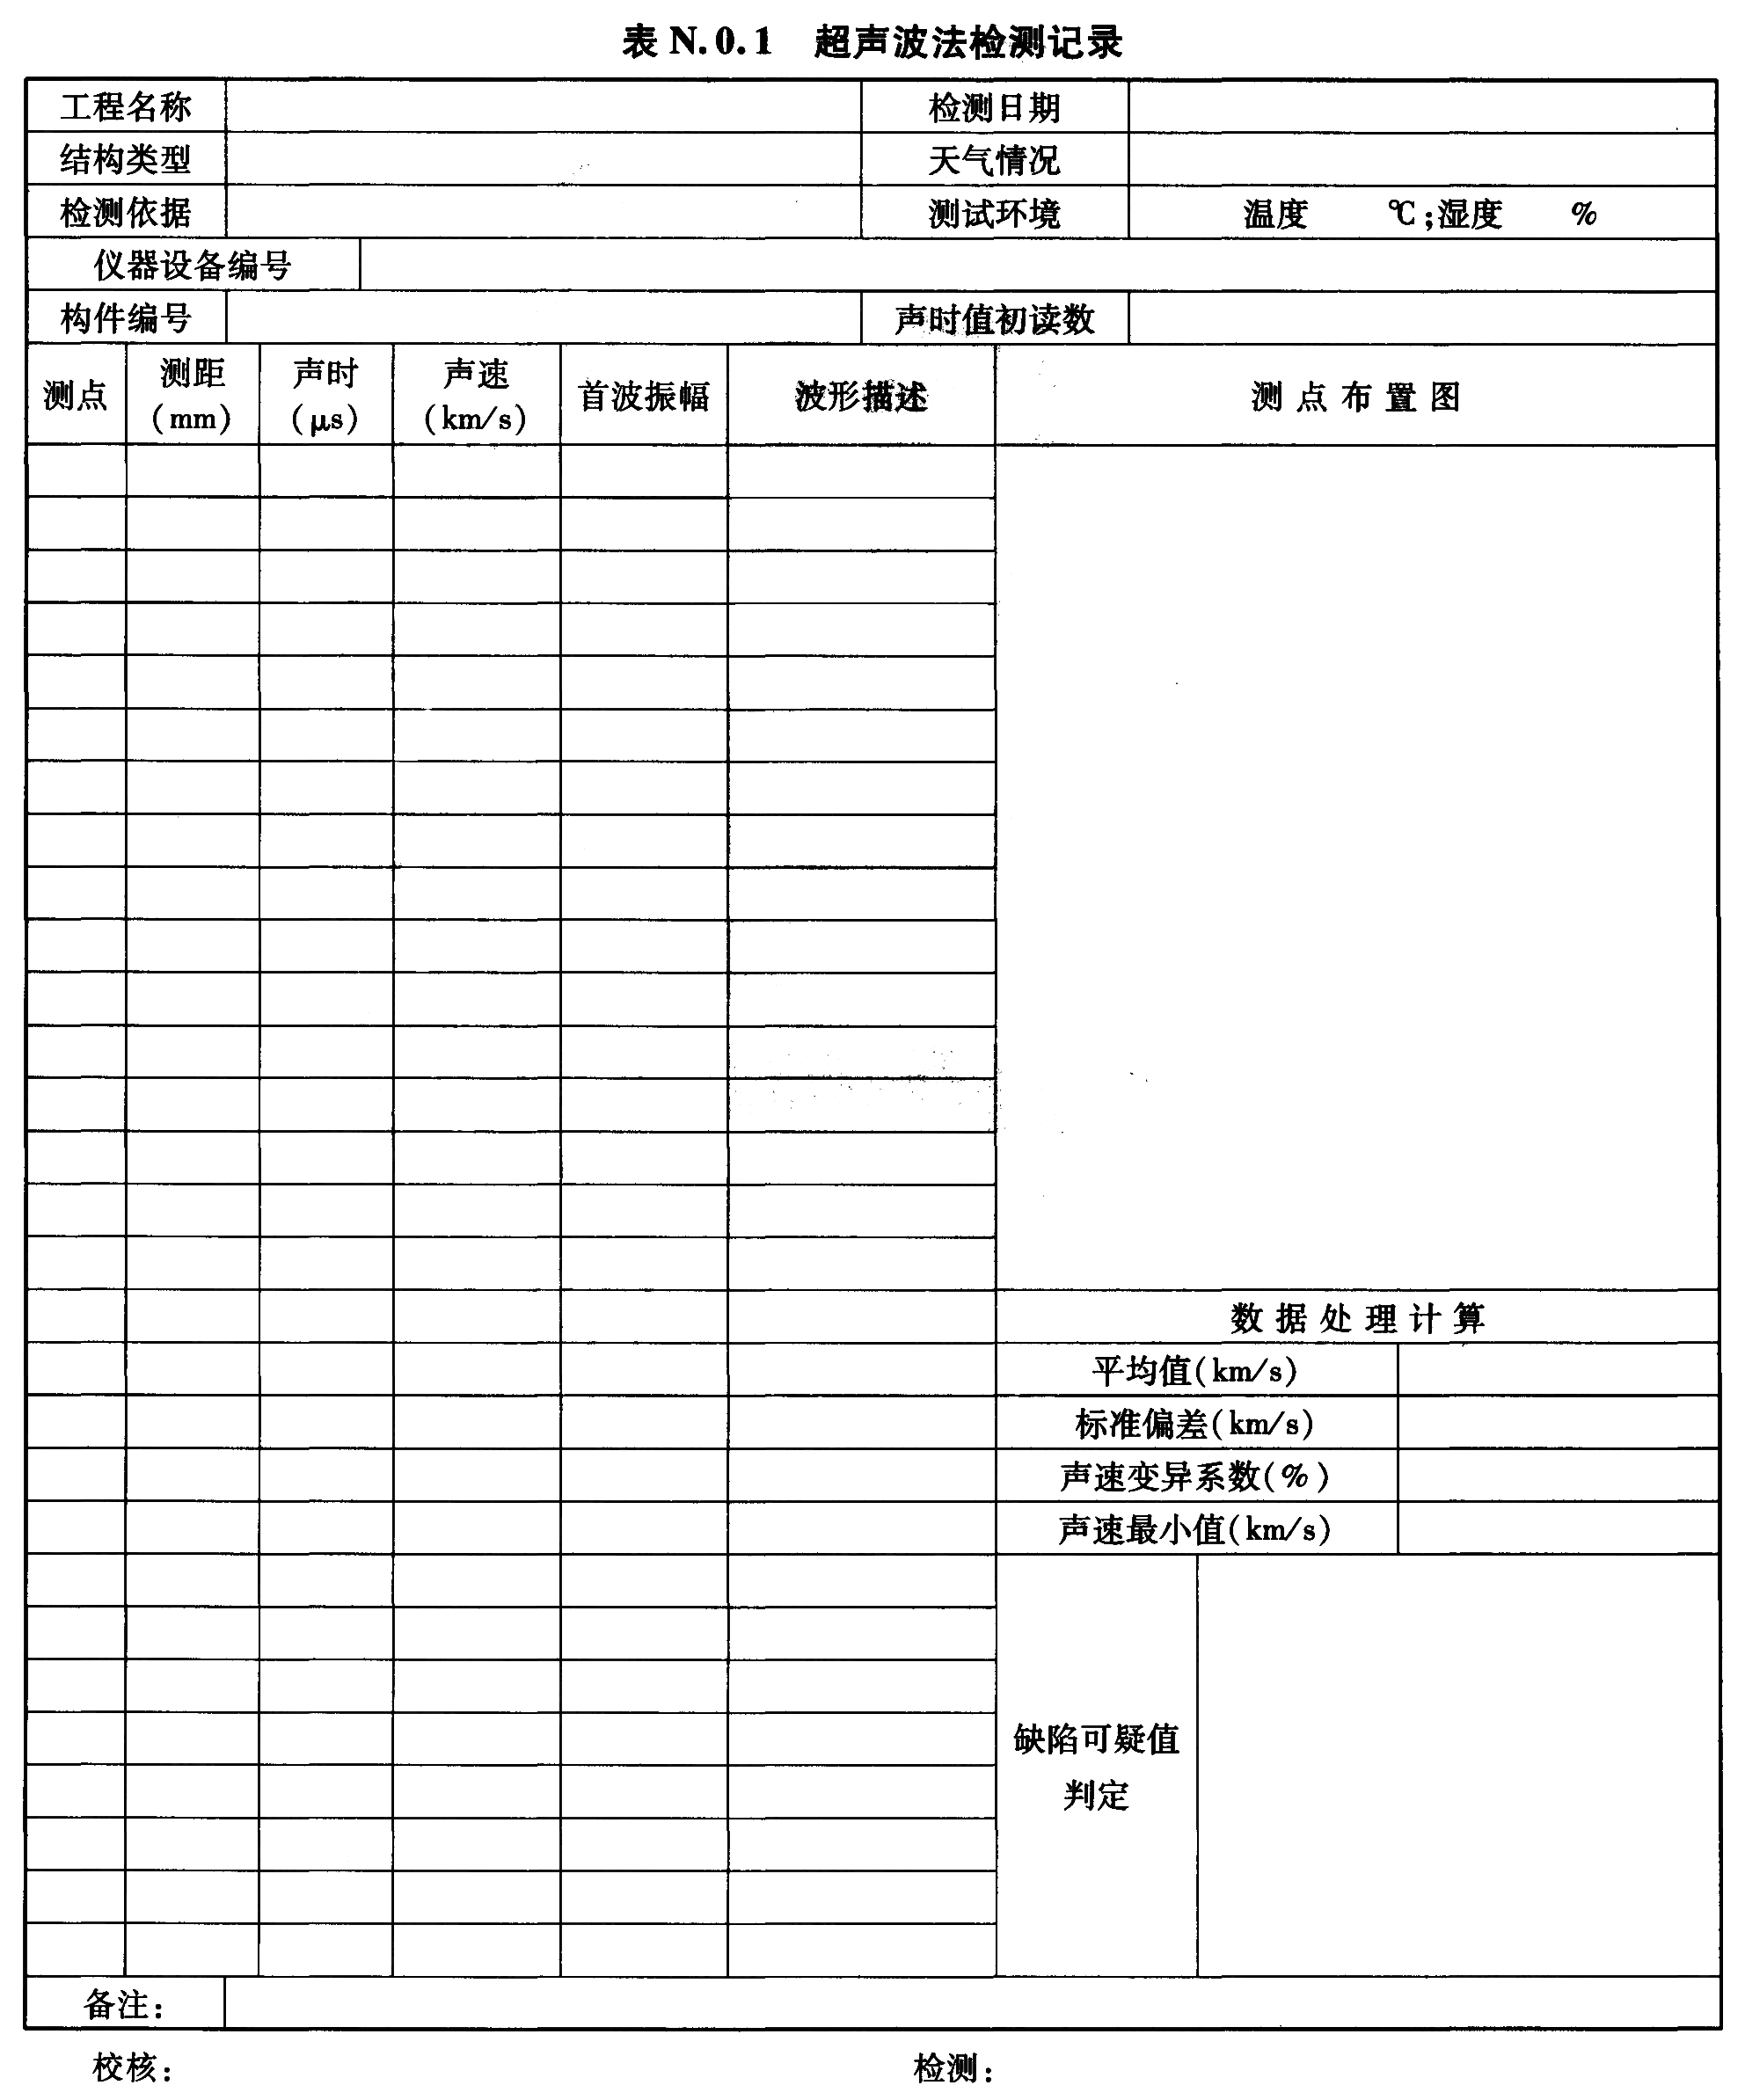 表 N.0.1 超声波法检测记录
工程名称 检测日期
结构类型 天气情况
检测依据 测试环境 温度 ℃;湿度 %
仪器设备编号
构件编号 声时值初读数
测点 测距 (mm) 声时 (μs) 声速 (km/s) 首波振幅 波形描述 测点布置图
数据处理计算
平均值(km/s)
标准偏差(km/s)
声速变异系数(%)
声速最小值(km/s)
缺陷可疑值
判定
备注:
校核: 检测: